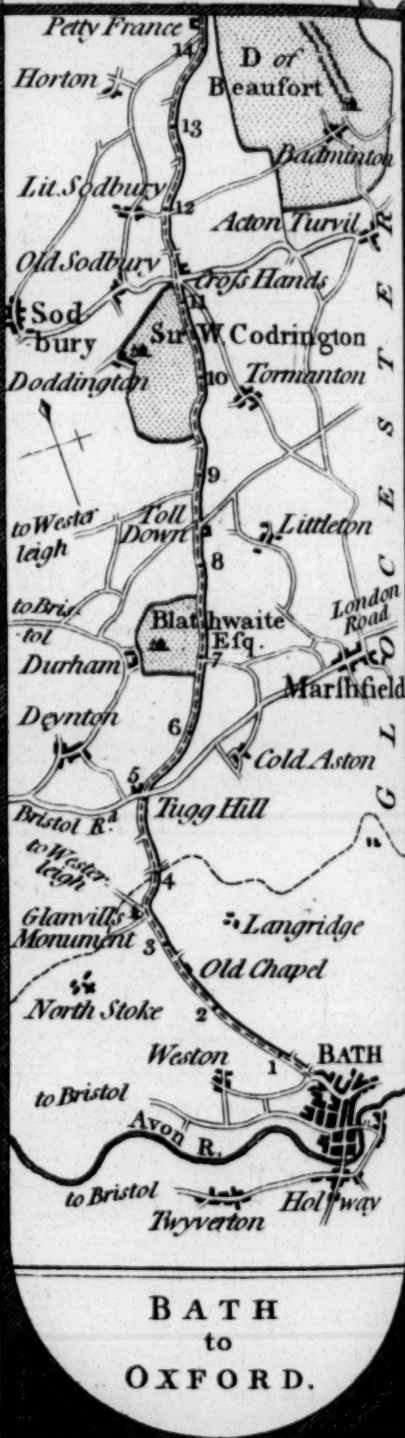 Petty France
14
D of
Beaufort
Horton
13
Badminton
Lit. Sodbury
12
Acton Turvil
Old Sodbury
Croſs Hands
11
Sod
bury
Sir W. Codrington
Doddington
10
Tormanton
9
to Wester
leigh
Toll
Down
Littleton
8
to Bris
tol
Blathwaite
Eſq.
London
Road
Durham
7
Marſhfield
Deynton
6
Cold Aston
5
Bristol R.d
Tugg Hill
to Wester
leigh
4
Glanvill's
Monument
3
Langridge
Old Chapel
North Stoke
2
Weston
1
BATH
to Bristol
Avon R.
to Bristol
Twyverton
Holway
GLOCESTER
BATH
to
OXFORD.